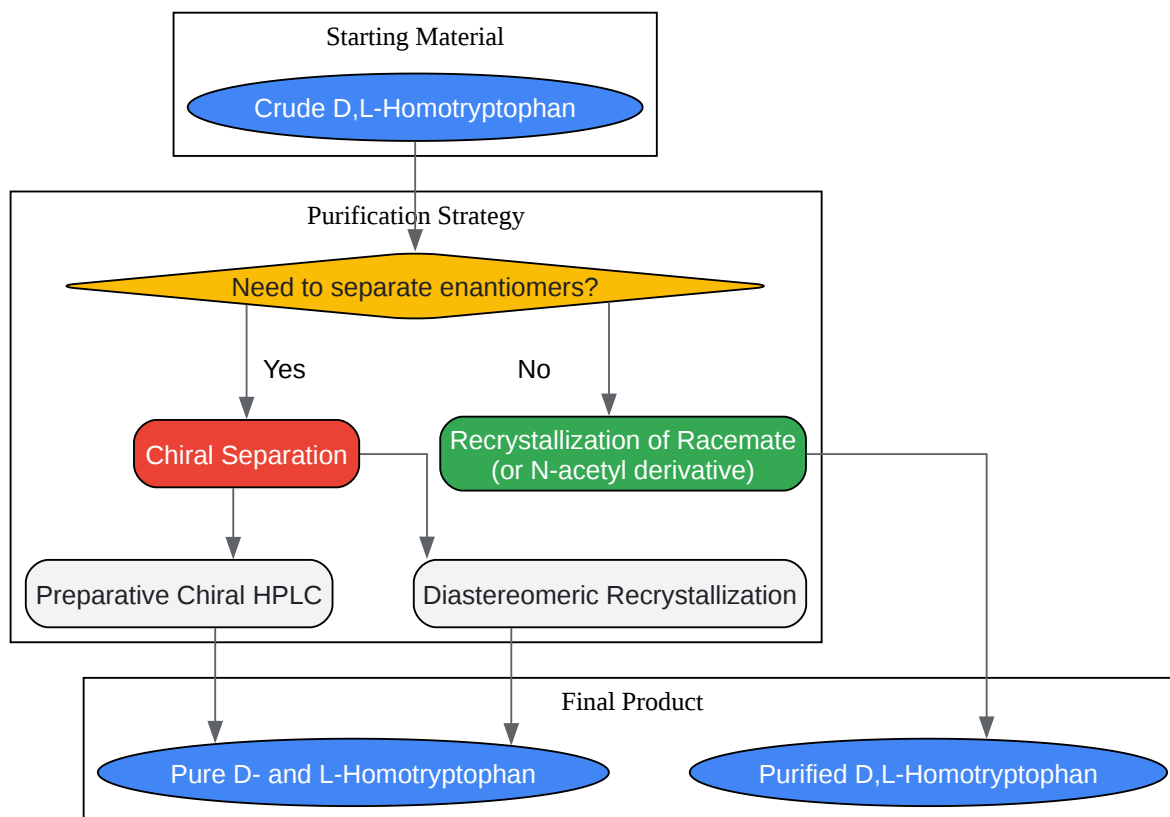 Starting Material
Crude D,L-Homotryptophan
Purification Strategy
Need to separate enantiomers?
Yes
No
Chiral Separation
Recrystallization of Racemate
(or N-acetyl derivative)
Preparative Chiral HPLC
Diastereomeric Recrystallization
Final Product
Pure D- and L-Homotryptophan
Purified D,L-Homotryptophan